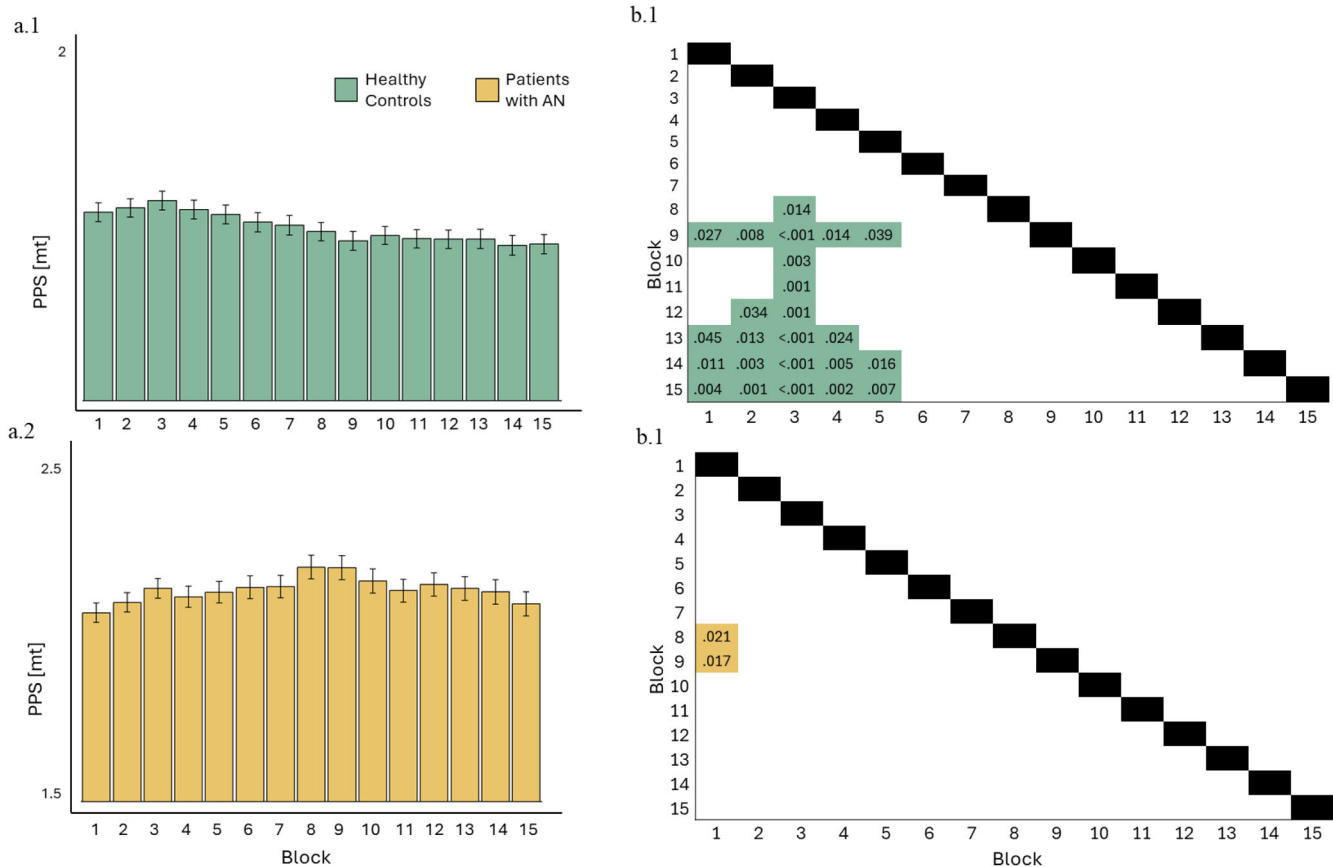 a.1
2
Healthy
Controls
Patients
with AN
PPS [mt]
1 2 3 4 5 6 7 8 9 10 11 12 13 14 15
b.1
1
2
3
4
5
6
7
8 .014
9 .027 .008 <.001 .014 .039
10 .003
11 .001
12 .034 .001
13 .045 .013 <.001 .024
14 .011 .003 <.001 .005 .016
15 .004 .001 <.001 .002 .007
Block
1 2 3 4 5 6 7 8 9 10 11 12 13 14 15
a.2
2.5
PPS [mt]
1.5
1 2 3 4 5 6 7 8 9 10 11 12 13 14 15
Block
b.1
1
2
3
4
5
6
7
8 .021
9 .017
10
11
12
13
14
15
Block
1 2 3 4 5 6 7 8 9 10 11 12 13 14 15
Block